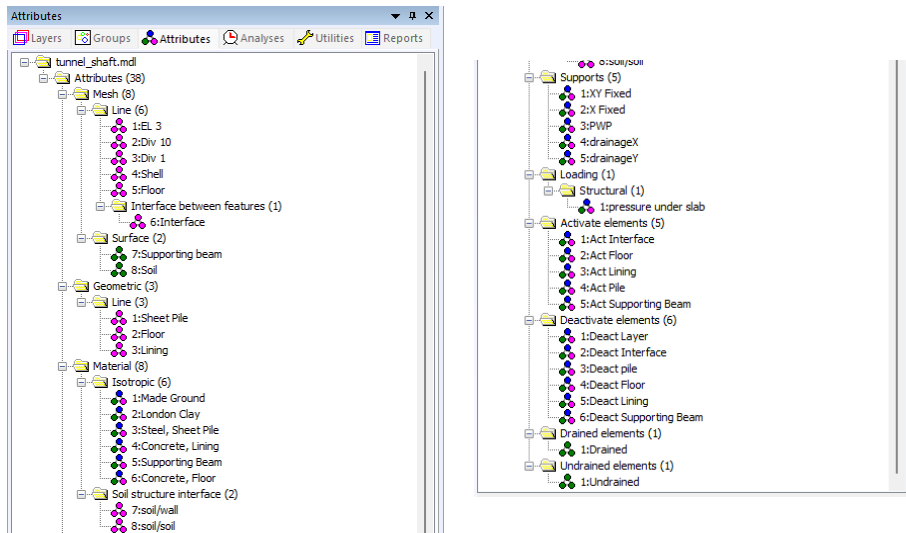 Attributes
Layers Groups Attributes Analyses Utilities Reports
tunnel_shaft.mdl
Attributes (38)
Mesh (8)
Line (6)
1:EL 3
2:Div 10
3:Div 1
4:Shell
5:Floor
Interface between features (1)
6:Interface
Surface (2)
7:Supporting beam
8:Soil
Geometric (3)
Line (3)
1:Sheet Pile
2:Floor
3:Lining
Material (8)
Isotropic (6)
1:Made Ground
2:London Clay
3:Steel, Sheet Pile
4:Concrete, Lining
5:Supporting Beam
6:Concrete, Floor
Soil structure interface (2)
7:soil/wall
8:soil/soil
8:soil/soil
Supports (5)
1:XY Fixed
2:X Fixed
3:PWP
4:drainageX
5:drainageY
Loading (1)
Structural (1)
1:pressure under slab
Activate elements (5)
1:Act Interface
2:Act Floor
3:Act Lining
4:Act Pile
5:Act Supporting Beam
Deactivate elements (6)
1:Deact Layer
2:Deact Interface
3:Deact pile
4:Deact Floor
5:Deact Lining
6:Deact Supporting Beam
Drained elements (1)
1:Drained
Undrained elements (1)
1:Undrained